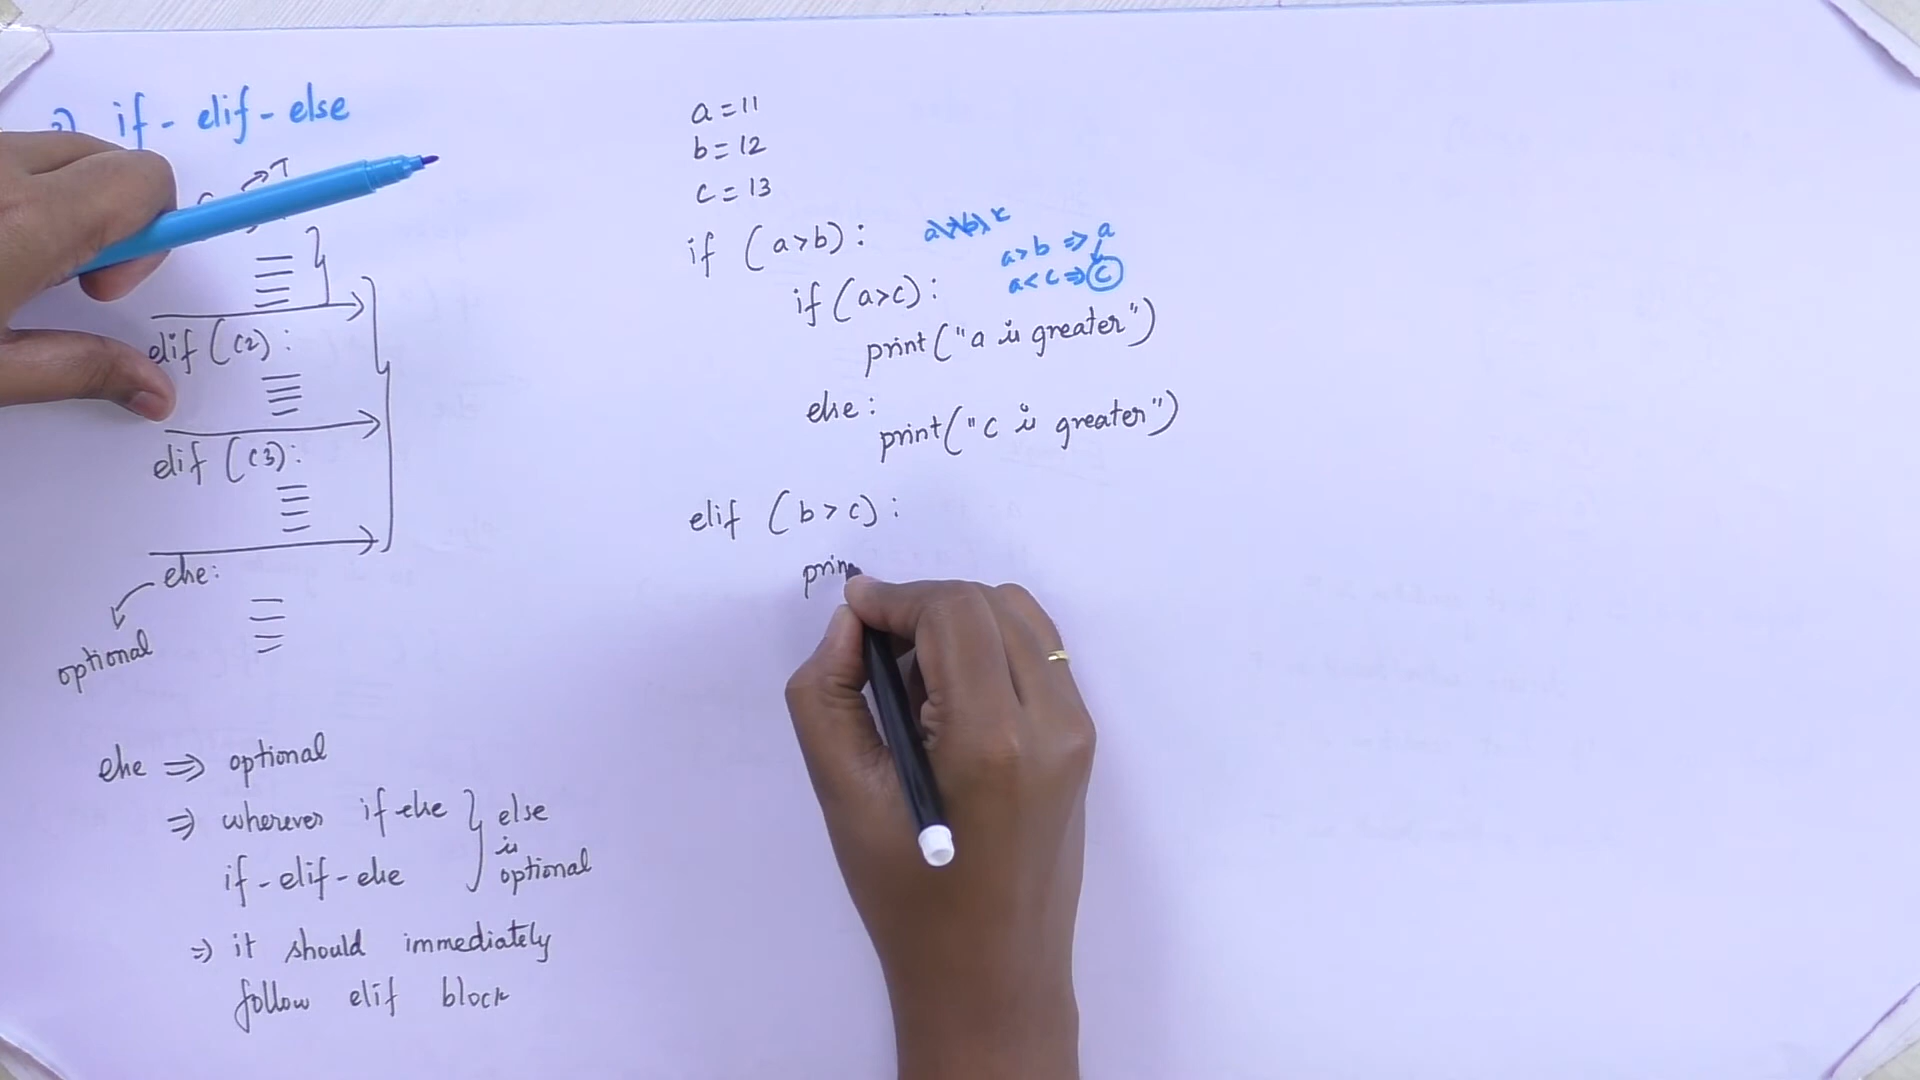 if - elif - else
T
elif (c2):
elif (c3):
else:
optional
else ⇒ optional
⇒ wherever if else } else
is
if - elif - else optional
⇒ it should immediately
follow elif block
a = 11
b = 12
c = 13
if (a>b):
a>b ⇒ a
a<c ⇒ c
if (a>c):
print("a is greater")
else:
print("c is greater")
elif (b>c):
prin